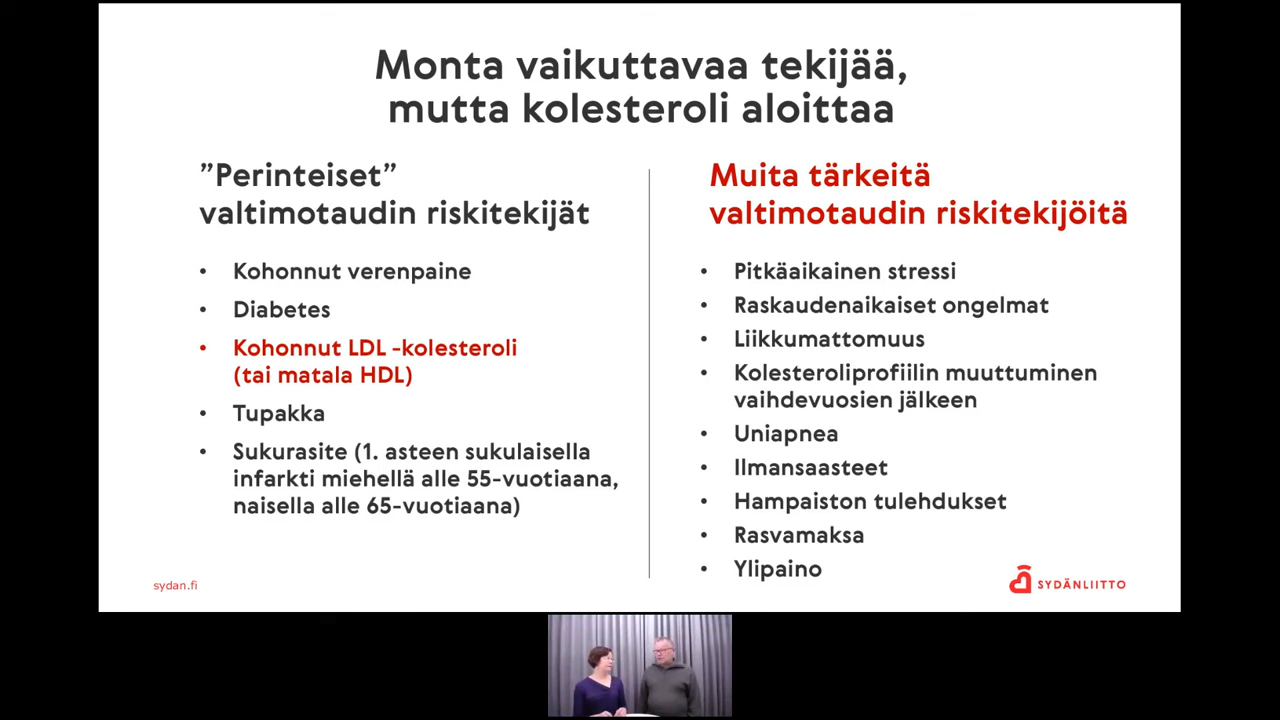 Monta vaikuttavaa tekijää,
mutta kolesteroli aloittaa
”Perinteiset”
valtimotaudin riskitekijät
• Kohonnut verenpaine
• Diabetes
• Kohonnut LDL -kolesteroli
(tai matala HDL)
• Tupakka
• Sukurasite (1. asteen sukulaisella
infarkti miehellä alle 55-vuotiaana,
naisella alle 65-vuotiaana)
Muita tärkeitä
valtimotaudin riskitekijöitä
• Pitkäaikainen stressi
• Raskaudenaikaiset ongelmat
• Liikkumattomuus
• Kolesteroliprofiilin muuttuminen
vaihdevuosien jälkeen
• Uniapnea
• Ilmansaasteet
• Hampaiston tulehdukset
• Rasvamaksa
• Ylipaino
sydan.fi
SYDÄNLIITTO